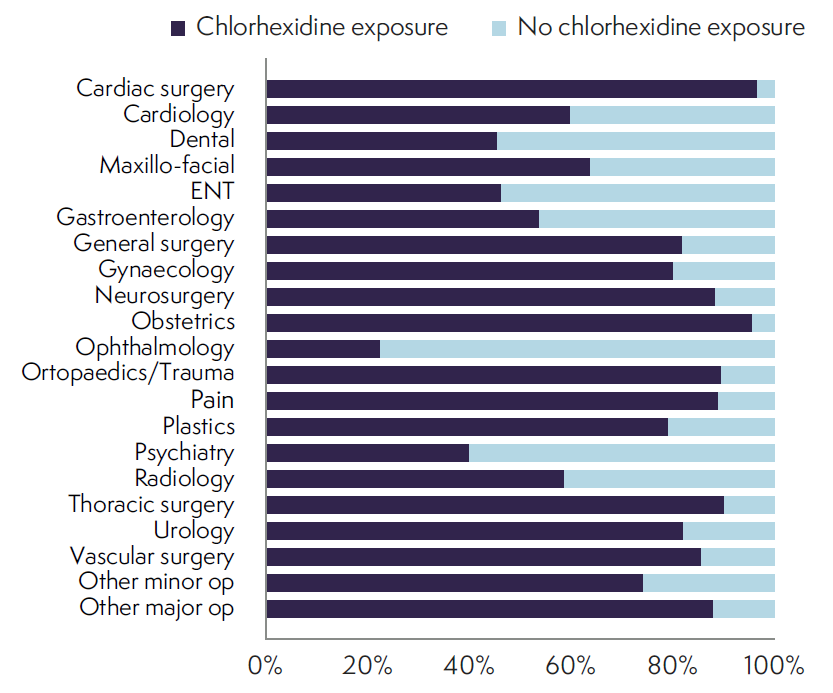 Chlorhexidine exposure No chlorhexidine exposure
Cardiac surgery
Cardiology
Dental
Maxillo-facial
ENT
Gastroenterology
General surgery
Gynaecology
Neurosurgery
Obstetrics
Ophthalmology
Ortopaedics/Trauma
Pain
Plastics
Psychiatry
Radiology
Thoracic surgery
Urology
Vascular surgery
Other minor op
Other major op
0% 20% 40% 60% 80% 100%